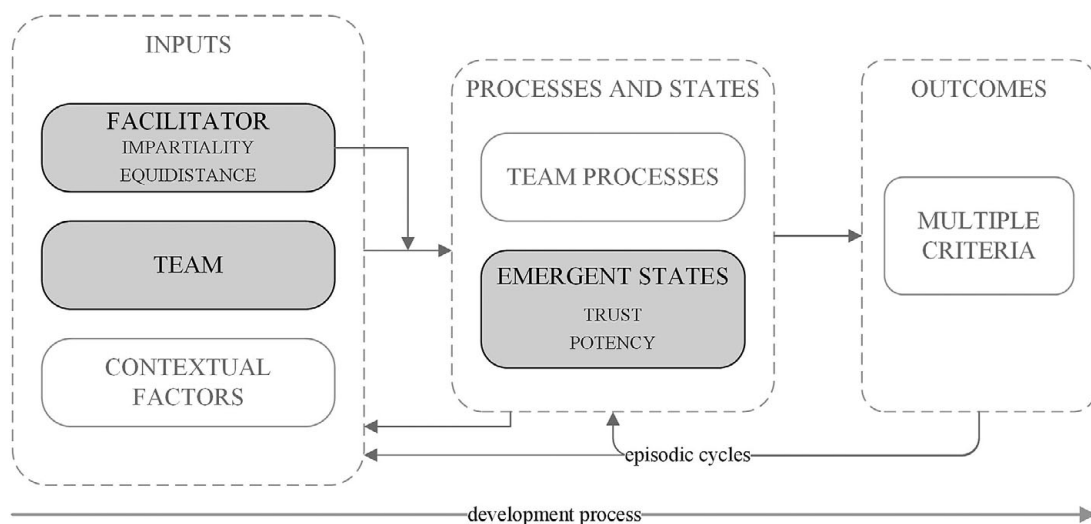 INPUTS
FACILITATOR
IMPARTIALITY
EQUIDISTANCE
TEAM
CONTEXTUAL
FACTORS
PROCESSES AND STATES
TEAM PROCESSES
EMERGENT STATES
TRUST
POTENCY
OUTCOMES
MULTIPLE
CRITERIA
episodic cycles
development process